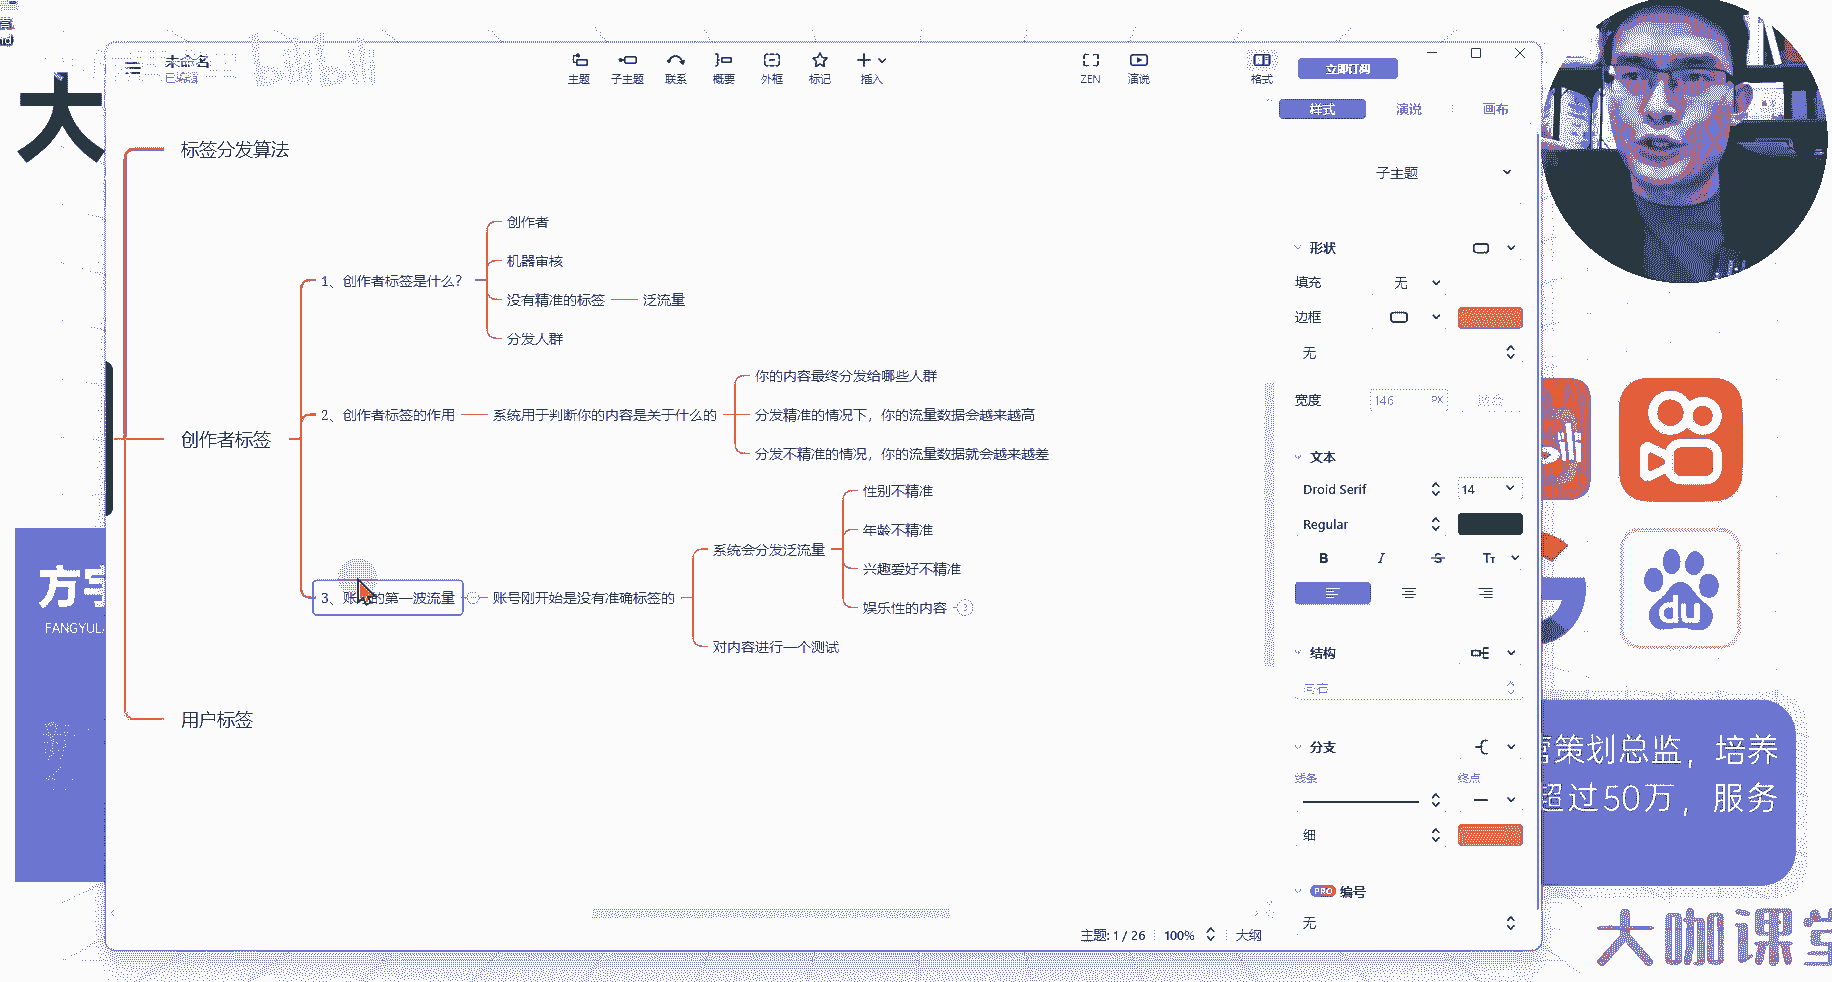 大
bilibili
未命名
已编辑
主题
子主题
联系
概要
外框
标记
插入
ZEN
演说
格式
立即订阅
样式
演说
画布
标签分发算法
创作者标签
用户标签
1、创作者标签是什么?
创作者
机器审核
没有精准的标签
泛流量
分发人群
2、创作者标签的作用
系统用于判断你的内容是关于什么的
你的内容最终分发给哪些人群
分发精准的情况下，你的流量数据会越来越高
分发不精准的情况，你的流量数据就会越来越差
的第一波流量
账号刚开始是没有准确标签的
系统会分发泛流量
性别不精准
年龄不精准
兴趣爱好不精准
娱乐性的内容
对内容进行一个测试
子主题
形状
填充
无
边框
无
宽度
146
PX
文本
Droid Serif
14
Regular
B
I
S
Tт
结构
向右
分支
线条
终点
细
PRO 编号
无
主题: 1 / 26
100%
大纲
方宇
FANGYUL
du
策划总监，培养
超过50万，服务
大咖课堂